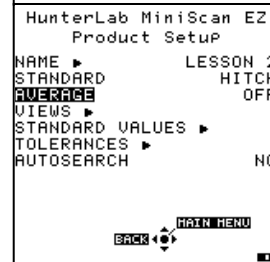 HunterLab MiniScan EZ
Product Setup
NAME ► LESSON 2
STANDARD HITCH
AVERAGE OFF
VIEWS ►
STANDARD VALUES ►
TOLERANCES ►
AUTOSEARCH NO
MAIN MENU
BACK